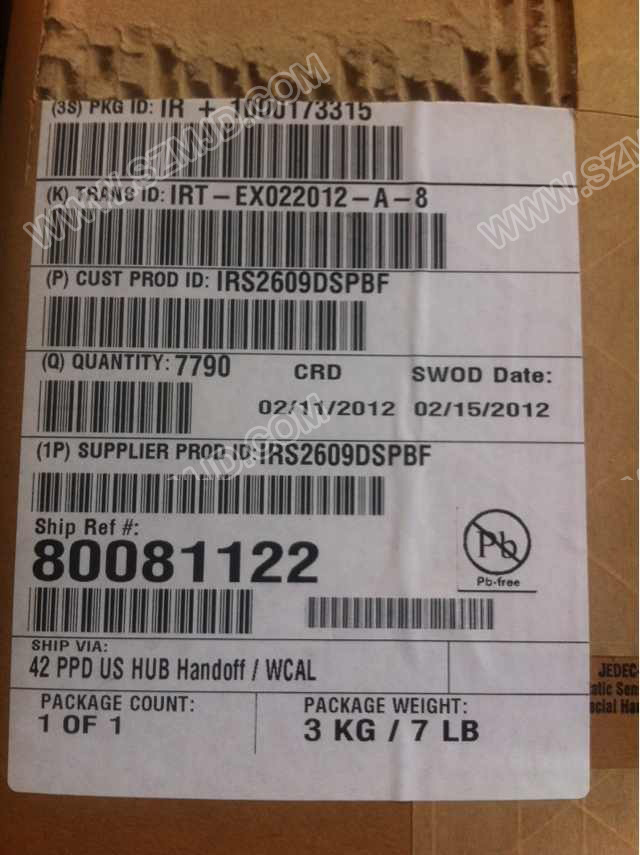 (3S) PKG ID: IR + 1000173315
(K) TRANS ID: IRT-EX022012-A-8
(P) CUST PROD ID: IRS2609DSPBF
(Q) QUANTITY: 7790
CRD
SWOD Date:
02/11/2012
02/15/2012
(1P) SUPPLIER PROD ID: IRS2609DSPBF
Ship Ref #:
80081122
Pb
Pb-free
SHIP VIA:
42 PPD US HUB Handoff / WCAL
PACKAGE COUNT:
1 OF 1
PACKAGE WEIGHT:
3 KG / 7 LB
JEDEC-
WWW.SZMJD.COM
WWW.SZM